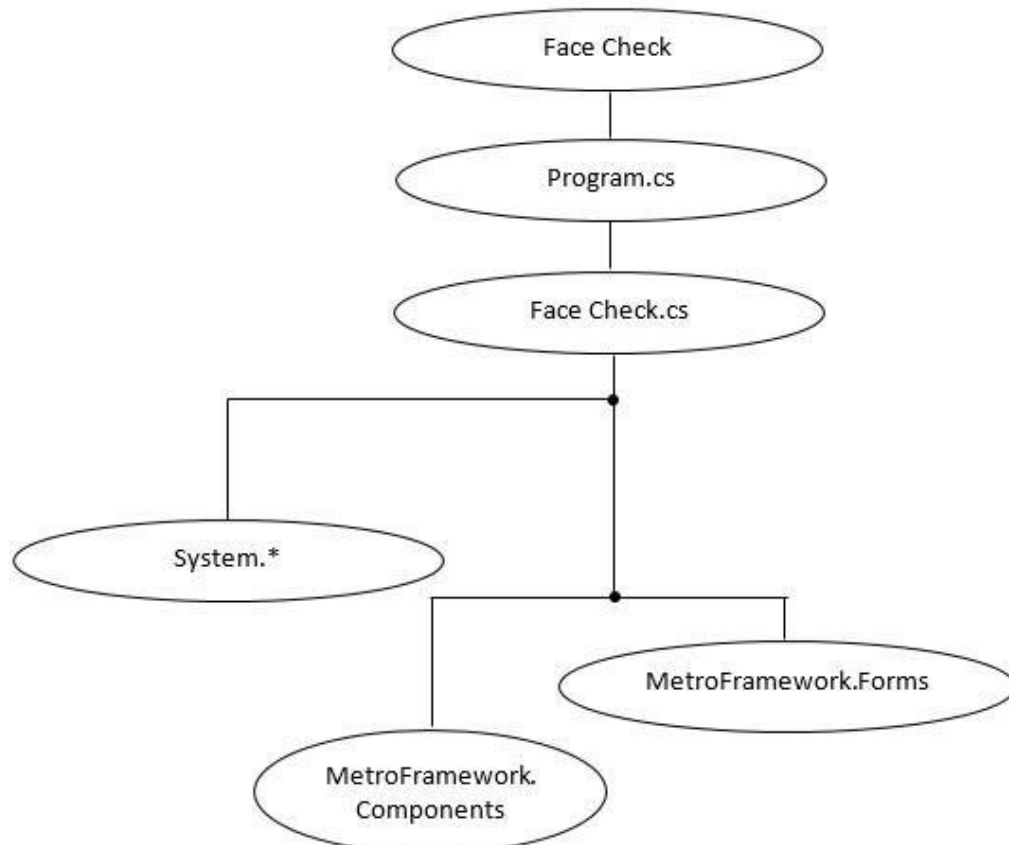 Face Check
Program.cs
Face Check.cs
System.*
MetroFramework.Forms
MetroFramework.
Components